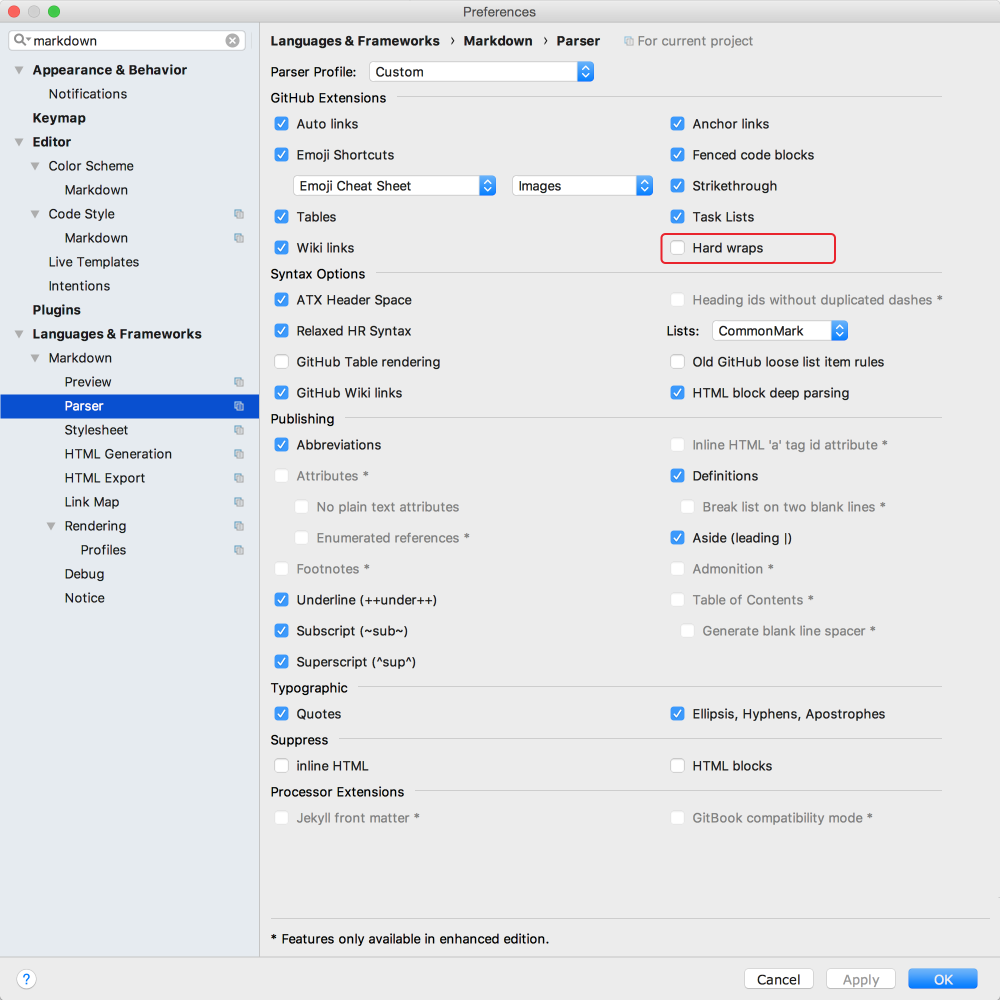 Preferences
markdown
Appearance & Behavior
Notifications
Keymap
Editor
Color Scheme
Markdown
Code Style
Markdown
Live Templates
Intentions
Plugins
Languages & Frameworks
Markdown
Preview
Parser
Stylesheet
HTML Generation
HTML Export
Link Map
Rendering
Profiles
Debug
Notice
Languages & Frameworks › Markdown › Parser For current project
Parser Profile: Custom
GitHub Extensions
Auto links Anchor links
Emoji Shortcuts Fenced code blocks
Emoji Cheat Sheet Images Strikethrough
Tables Task Lists
Wiki links Hard wraps
Syntax Options
ATX Header Space Heading ids without duplicated dashes *
Relaxed HR Syntax Lists: CommonMark
GitHub Table rendering Old GitHub loose list item rules
GitHub Wiki links HTML block deep parsing
Publishing
Abbreviations Inline HTML 'a' tag id attribute *
Attributes * Definitions
No plain text attributes Break list on two blank lines *
Enumerated references * Aside (leading |)
Footnotes * Admonition *
Underline (++under++) Table of Contents *
Subscript (~sub~) Generate blank line spacer *
Superscript (^sup^)
Typographic
Quotes Ellipsis, Hyphens, Apostrophes
Suppress
inline HTML HTML blocks
Processor Extensions
Jekyll front matter * GitBook compatibility mode *
* Features only available in enhanced edition.
? Cancel Apply OK